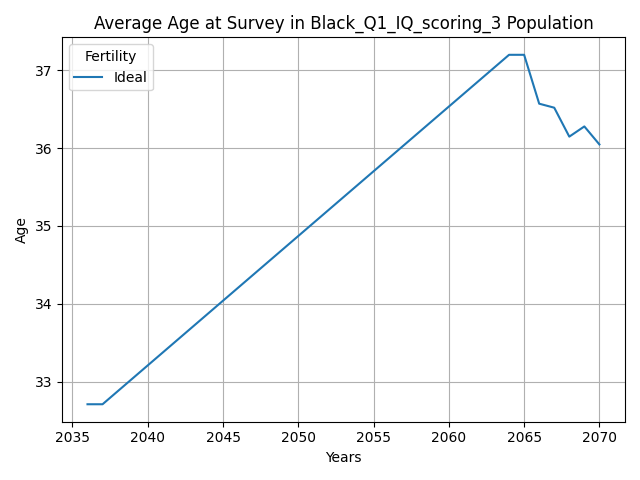 Average Age at Survey in Black_Q1_IQ_scoring_3 Population
Fertility
Ideal
Age
37
36
35
34
33
2035 2040 2045 2050 2055 2060 2065 2070
Years